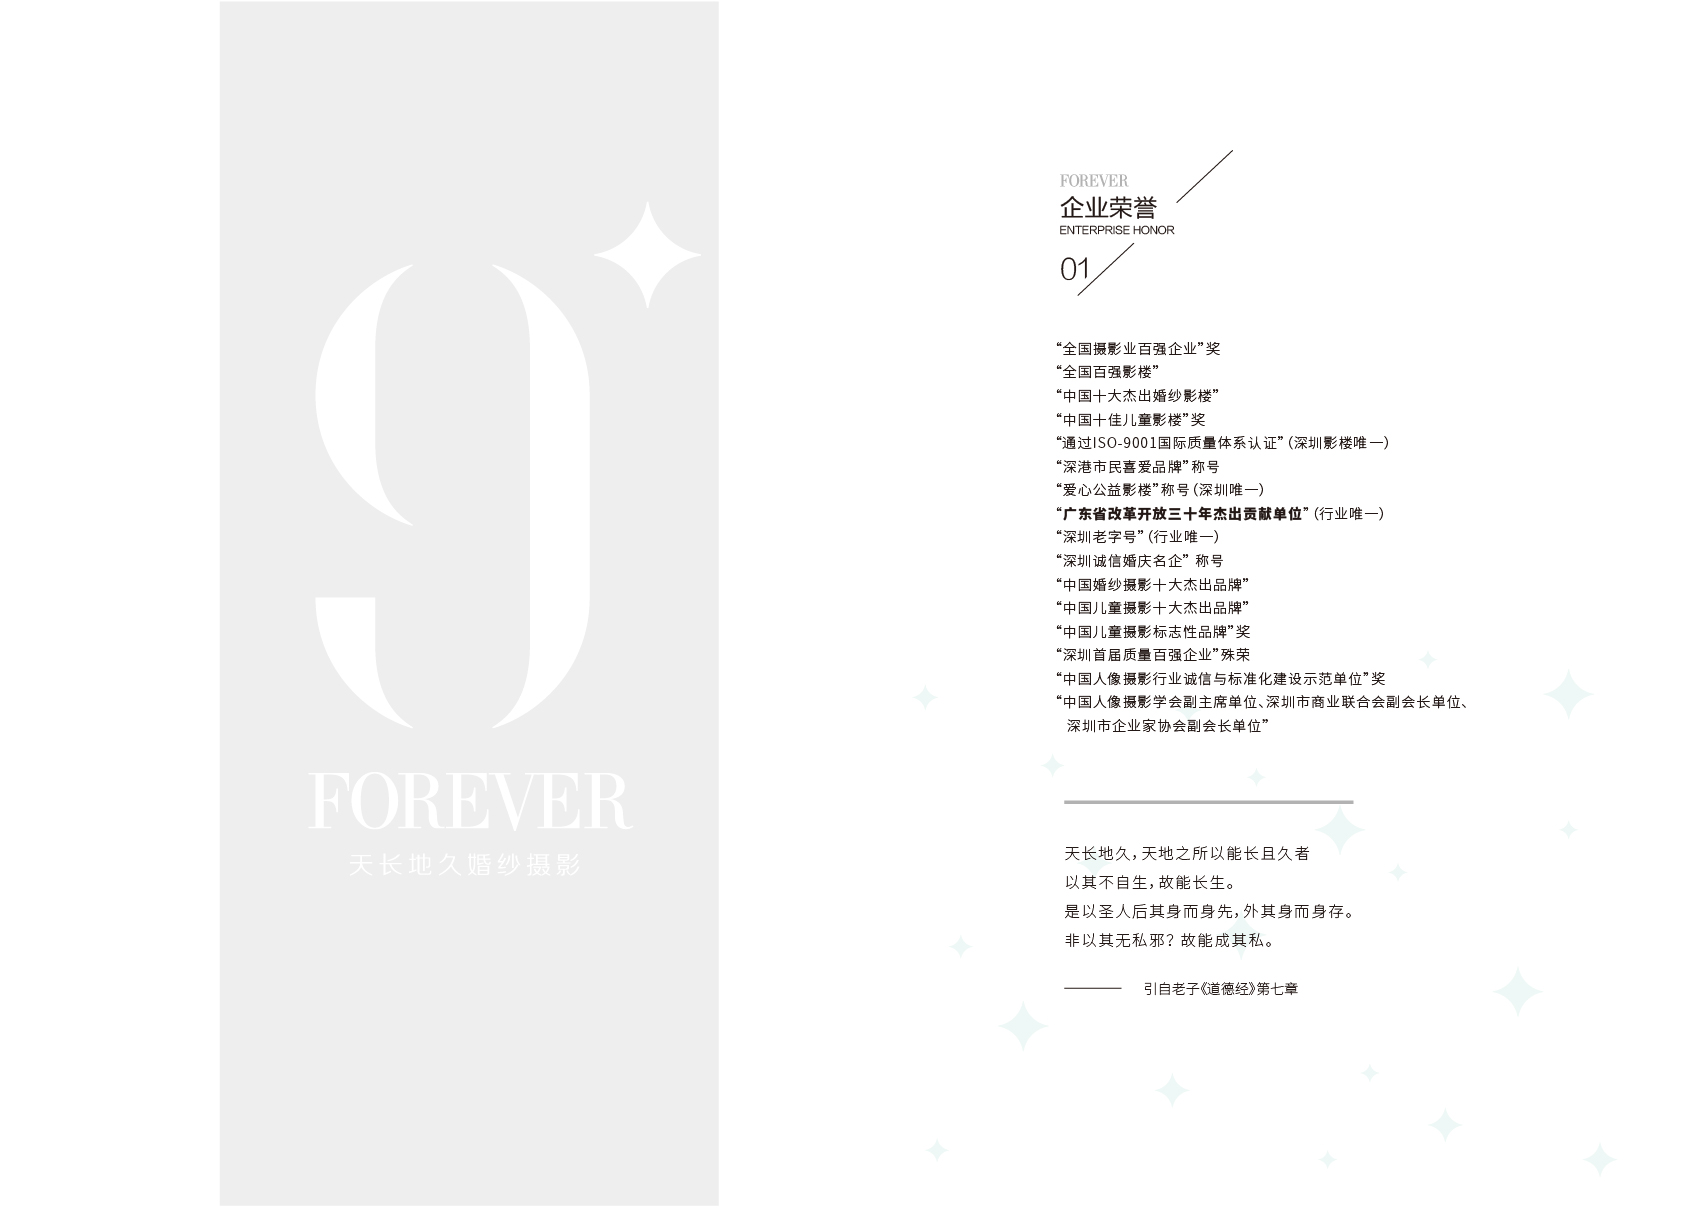 9
FOREVER
天长地久婚纱摄影
FOREVER
企业荣誉
ENTERPRISE HONOR
01
“全国摄影业百强企业”奖
“全国百强影楼”
“中国十大杰出婚纱影楼”
“中国十佳儿童影楼”奖
“通过ISO-9001国际质量体系认证”（深圳影楼唯一）
“深港市民喜爱品牌”称号
“爱心公益影楼”称号（深圳唯一）
“广东省改革开放三十年杰出贡献单位”（行业唯一）
“深圳老字号”（行业唯一）
“深圳诚信婚庆名企” 称号
“中国婚纱摄影十大杰出品牌”
“中国儿童摄影十大杰出品牌”
“中国儿童摄影标志性品牌”奖
“深圳首届质量百强企业”殊荣
“中国人像摄影行业诚信与标准化建设示范单位”奖
“中国人像摄影学会副主席单位、深圳市商业联合会副会长单位、
深圳市企业家协会副会长单位”
天长地久，天地之所以能长且久者
以其不自生，故能长生。
是以圣人后其身而身先，外其身而身存。
非以其无私邪？故能成其私。
—— 引自老子《道德经》第七章